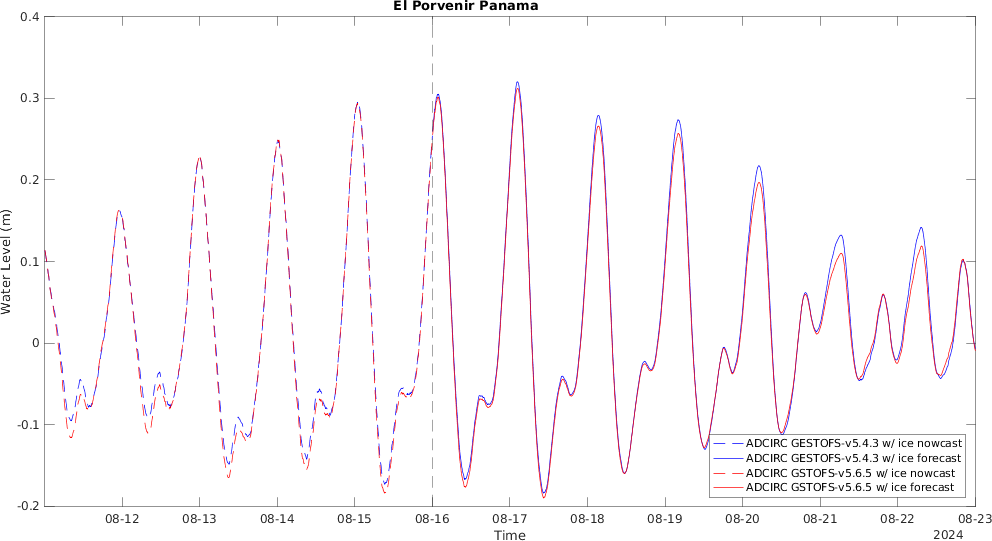 El Porvenir Panama
Water Level (m)
0.4
0.3
0.2
0.1
0
-0.1
-0.2
ADCIRC GESTOFS-v5.4.3 w/ ice nowcast
ADCIRC GESTOFS-v5.4.3 w/ ice forecast
ADCIRC GSTOFS-v5.6.5 w/ ice nowcast
ADCIRC GSTOFS-v5.6.5 w/ ice forecast
08-12 08-13 08-14 08-15 08-16 08-17 08-18 08-19 08-20 08-21 08-22 08-23
Time
2024